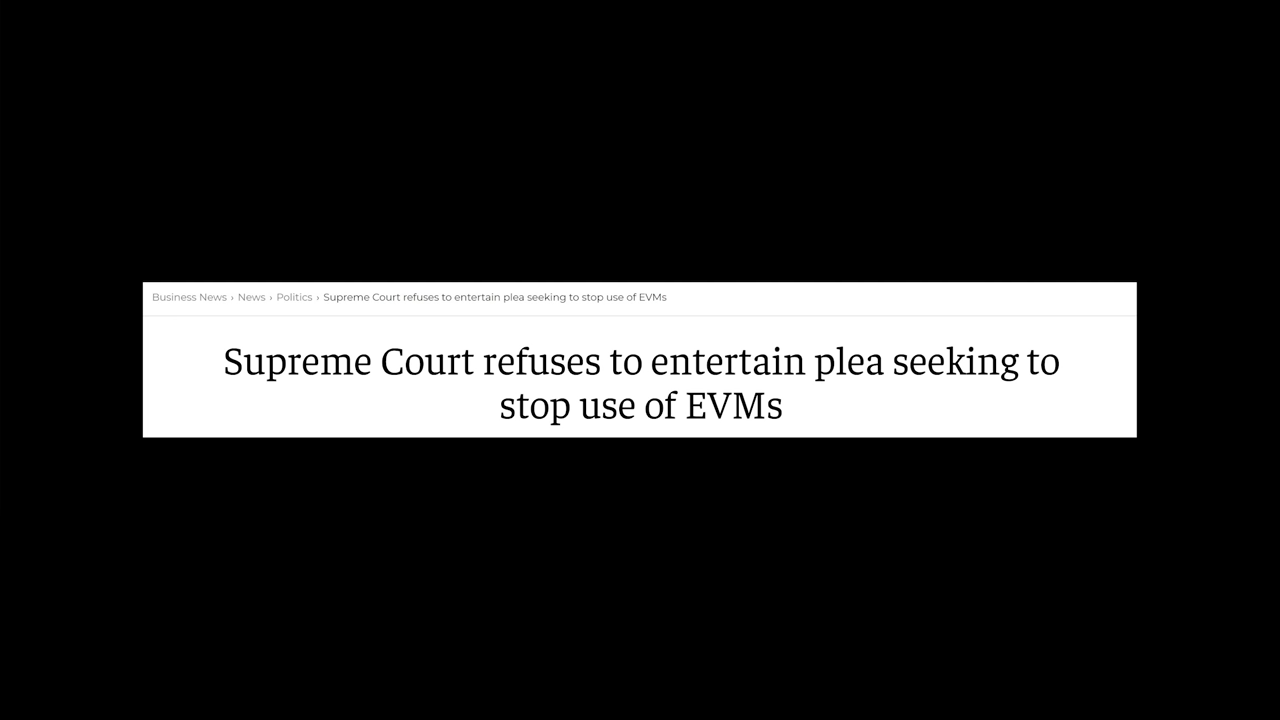 Business News › News › Politics › Supreme Court refuses to entertain plea seeking to stop use of EVMs
Supreme Court refuses to entertain plea seeking to
stop use of EVMs